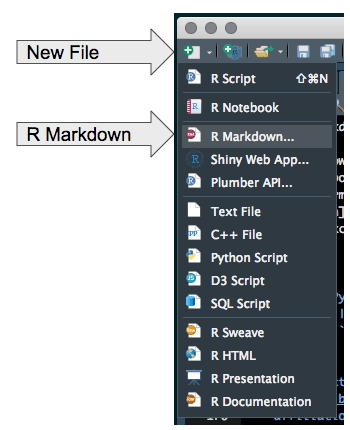 New File
R Script ⇧⌘N
R Notebook
R Markdown
R Markdown...
Shiny Web App...
Plumber API...
Text File
C++ File
Python Script
D3 Script
SQL Script
R Sweave
R HTML
R Presentation
R Documentation